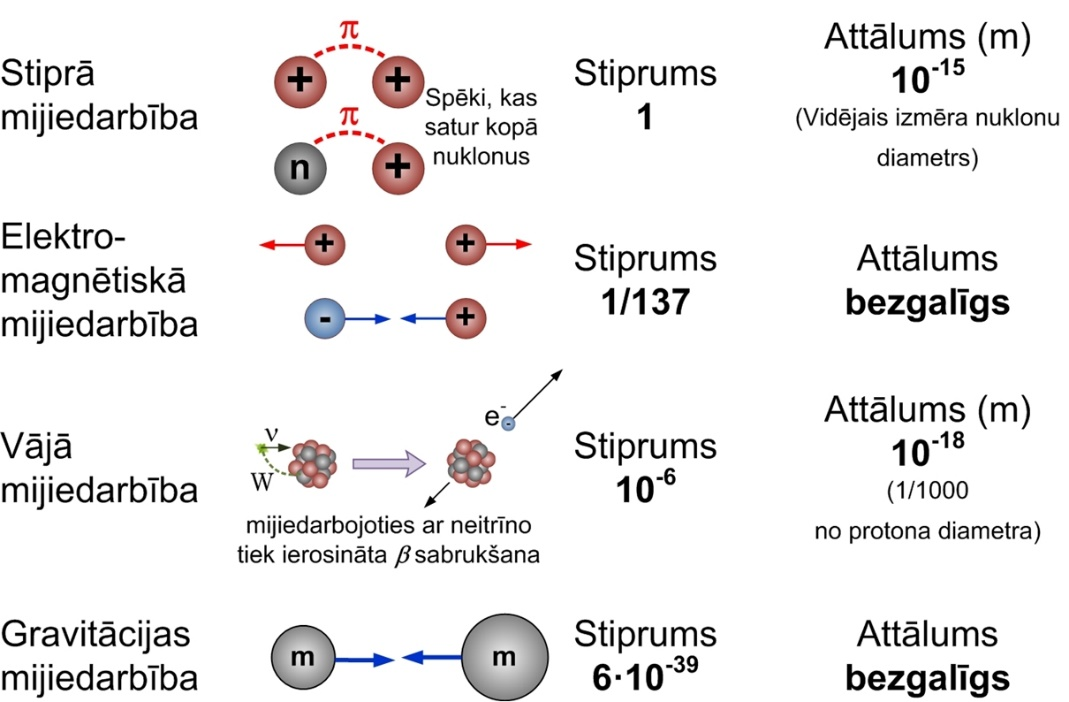 Stiprā
mijiedarbība
π
+ +
π
n +
Spēki, kas
satur kopā
nuklonus
Stiprums
1
Attālums (m)
10⁻¹⁵
(Vidējais izmēra nuklonu
diametrs)
Elektro-
magnētiskā
mijiedarbība
+ +
- +
Stiprums
1/137
Attālums
bezgalīgs
Vājā
mijiedarbība
ν
W
e⁻
-
mijiedarbojoties ar neitrīno
tiek ierosināta β sabrukšana
Stiprums
10⁻⁶
Attālums (m)
10⁻¹⁸
(1/1000
no protona diametra)
Gravitācijas
mijiedarbība
m m
Stiprums
6·10⁻³⁹
Attālums
bezgalīgs